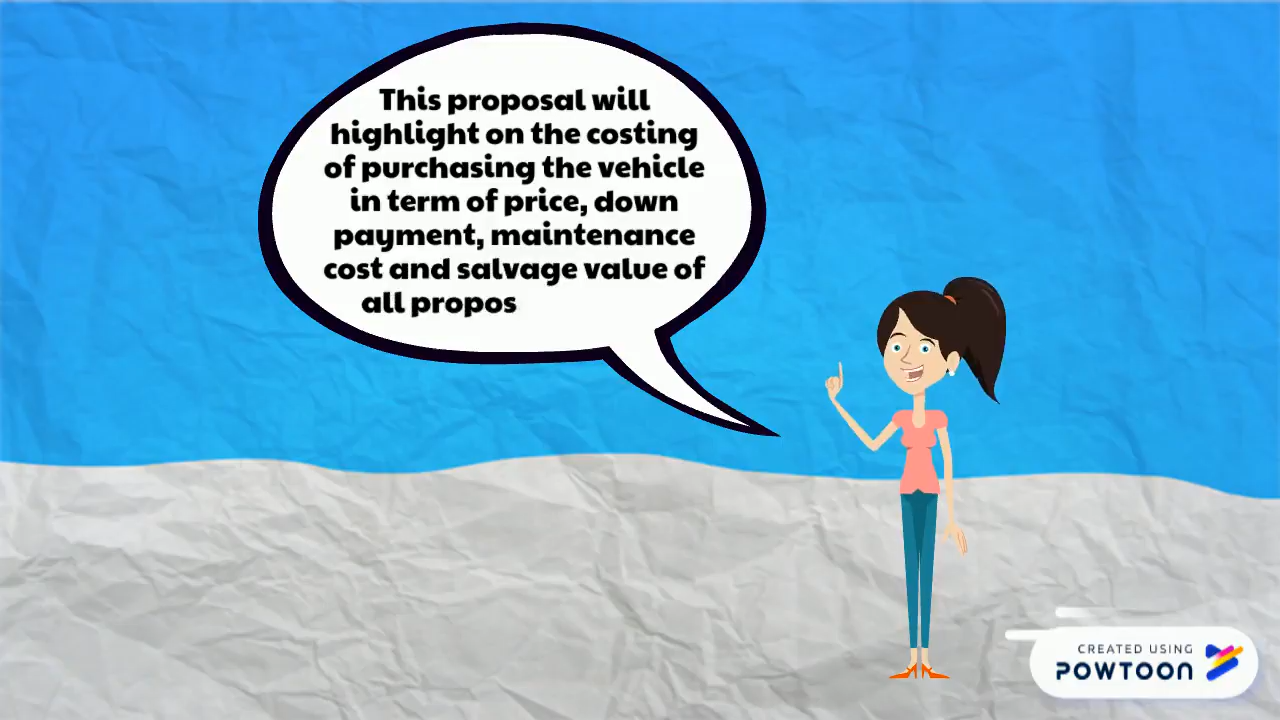 This proposal will
highlight on the costing
of purchasing the vehicle
in term of price, down
payment, maintenance
cost and salvage value of
all propos
CREATED USING
POWTOON